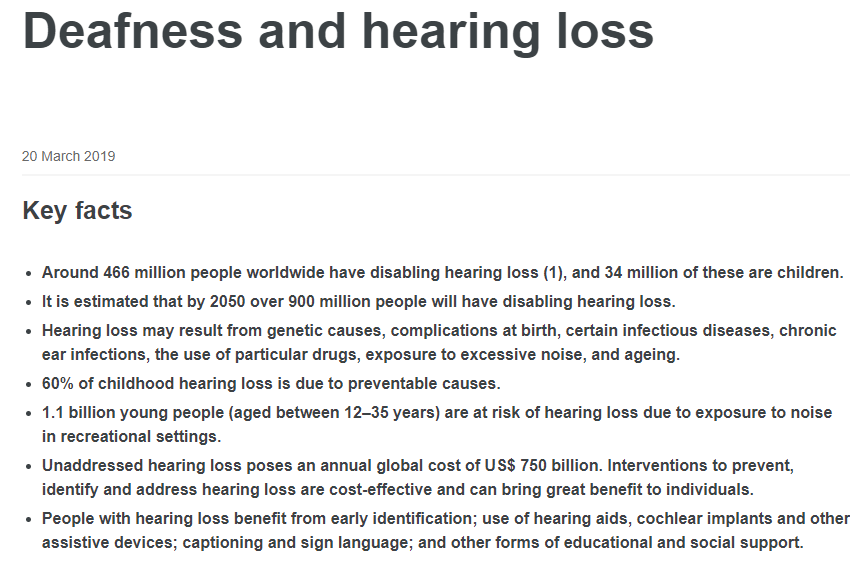 Deafness and hearing loss
20 March 2019
Key facts
• Around 466 million people worldwide have disabling hearing loss (1), and 34 million of these are children.
• It is estimated that by 2050 over 900 million people will have disabling hearing loss.
• Hearing loss may result from genetic causes, complications at birth, certain infectious diseases, chronic
ear infections, the use of particular drugs, exposure to excessive noise, and ageing.
• 60% of childhood hearing loss is due to preventable causes.
• 1.1 billion young people (aged between 12–35 years) are at risk of hearing loss due to exposure to noise
in recreational settings.
• Unaddressed hearing loss poses an annual global cost of US$ 750 billion. Interventions to prevent,
identify and address hearing loss are cost-effective and can bring great benefit to individuals.
• People with hearing loss benefit from early identification; use of hearing aids, cochlear implants and other
assistive devices; captioning and sign language; and other forms of educational and social support.